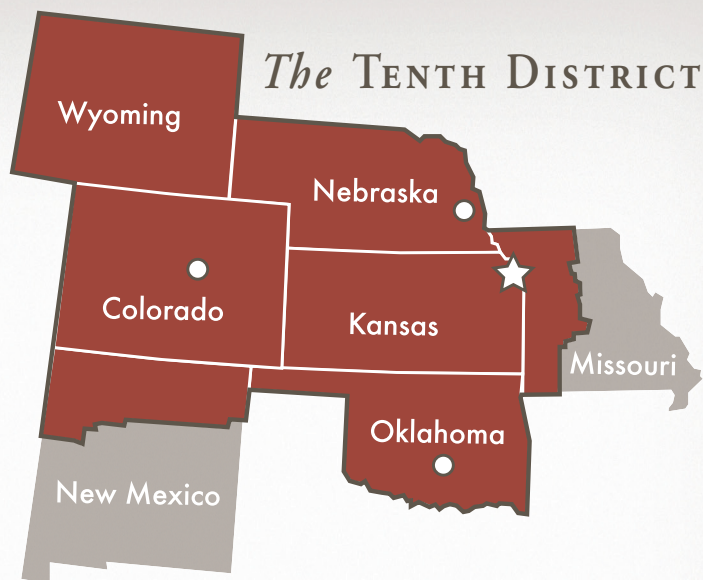 The TENTH DISTRICT
Wyoming
Nebraska
Colorado
Kansas
Missouri
Oklahoma
New Mexico